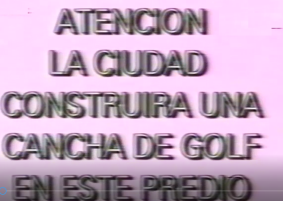 ATENCION
LA CIUDAD
CONSTRUIRA UNA
CANCHA DE GOLF
EN ESTE PREDIO